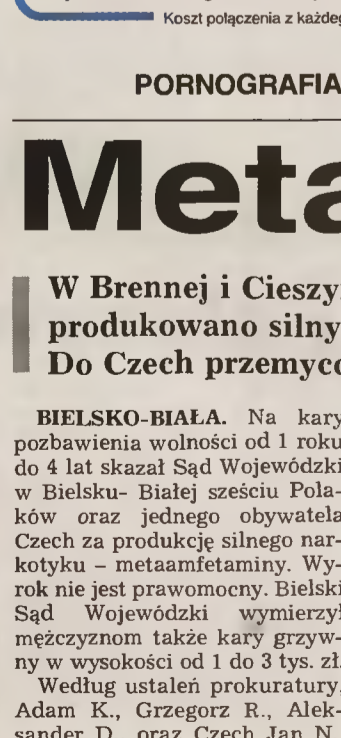 Koszt połączenia z każdeg
PORNOGRAFIA
Meta
W Brennej i Cieszy
produkowano silny
Do Czech przemyco
BIELSKO-BIAŁA. Na kary
pozbawienia wolności od 1 roku
do 4 lat skazał Sąd Wojewódzki
w Bielsku- Białej sześciu Pola-
ków oraz jednego obywatela
Czech za produkcję silnego nar-
kotyku – metaamfetaminy. Wy-
rok nie jest prawomocny. Bielski
Sąd Wojewódzki wymierzył
mężczyznom także kary grzyw-
ny w wysokości od 1 do 3 tys. zł.
Według ustaleń prokuratury,
Adam K., Grzegorz R., Alek-
sander D., oraz Czech Jan N.